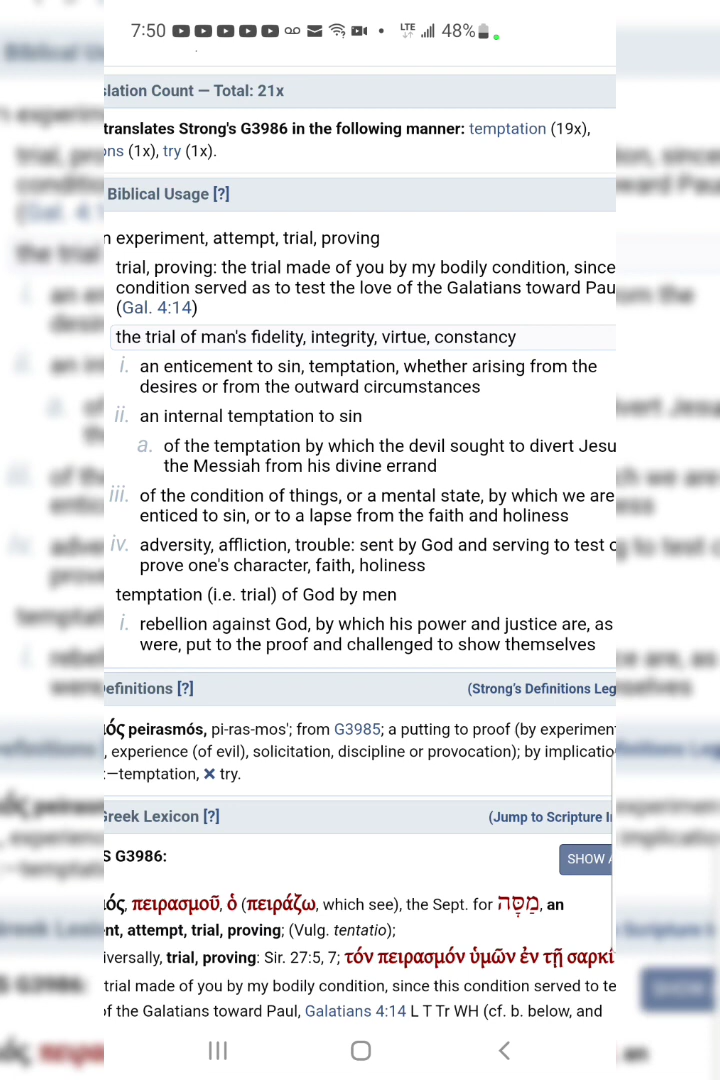 7:50 LTE 48%
slation Count — Total: 21x
translates Strong's G3986 in the following manner: temptation (19x),
ns (1x), try (1x).
Biblical Usage [?]
experiment, attempt, trial, proving
trial, proving: the trial made of you by my bodily condition, since
condition served as to test the love of the Galatians toward Pau
(Gal. 4:14)
the trial of man's fidelity, integrity, virtue, constancy
i. an enticement to sin, temptation, whether arising from the
desires or from the outward circumstances
ii. an internal temptation to sin
a. of the temptation by which the devil sought to divert Jesu
the Messiah from his divine errand
iii. of the condition of things, or a mental state, by which we are
enticed to sin, or to a lapse from the faith and holiness
iv. adversity, affliction, trouble: sent by God and serving to test o
prove one's character, faith, holiness
temptation (i.e. trial) of God by men
i. rebellion against God, by which his power and justice are, as
were, put to the proof and challenged to show themselves
efinitions [?] (Strong's Definitions Leg
ός peirasmós, pi-ras-mos'; from G3985; a putting to proof (by experimen
, experience (of evil), solicitation, discipline or provocation); by implicatio
:—temptation, × try.
Greek Lexicon [?] (Jump to Scripture I
S G3986: SHOW A
μός, πειρασμοῦ, ὁ (πειράζω, which see), the Sept. for מַסָּה, an
nt, attempt, trial, proving; (Vulg. tentatio);
iversally, trial, proving: Sir. 27:5, 7; τόν πειρασμόν ὑμῶν ἐν τῇ σαρκί
trial made of you by my bodily condition, since this condition served to te
of the Galatians toward Paul, Galatians 4:14 L T Tr WH (cf. b. below, and